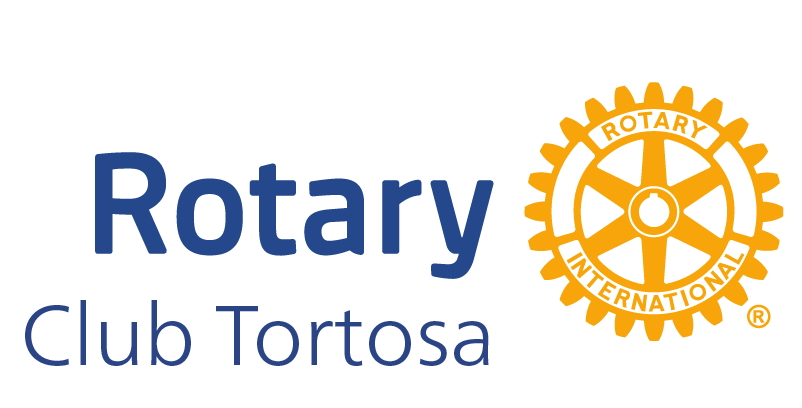 Rotary
Club Tortosa
ROTARY
INTERNATIONAL
®